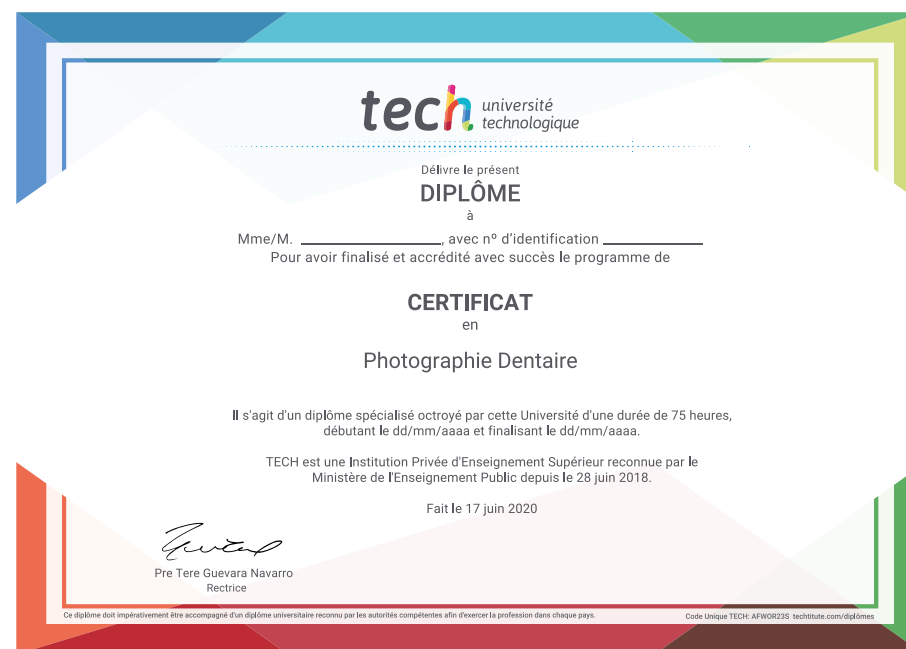 tech université
technologique
Délivre le présent
DIPLÔME
à
Mme/M. ____________________, avec nº d'identification ______________
Pour avoir finalisé et accrédité avec succès le programme de
CERTIFICAT
en
Photographie Dentaire
Il s'agit d'un diplôme spécialisé octroyé par cette Université d'une durée de 75 heures,
débutant le dd/mm/aaaa et finalisant le dd/mm/aaaa.
TECH est une Institution Privée d'Enseignement Supérieur reconnue par le
Ministère de l'Enseignement Public depuis le 28 juin 2018.
Fait le 17 juin 2020
Pre Tere Guevara Navarro
Rectrice
Ce diplôme doit impérativement être accompagné d'un diplôme universitaire reconnu par les autorités compétentes afin d'exercer la profession dans chaque pays.
Code Unique TECH: AFWOR23S techtitute.com/diplômes